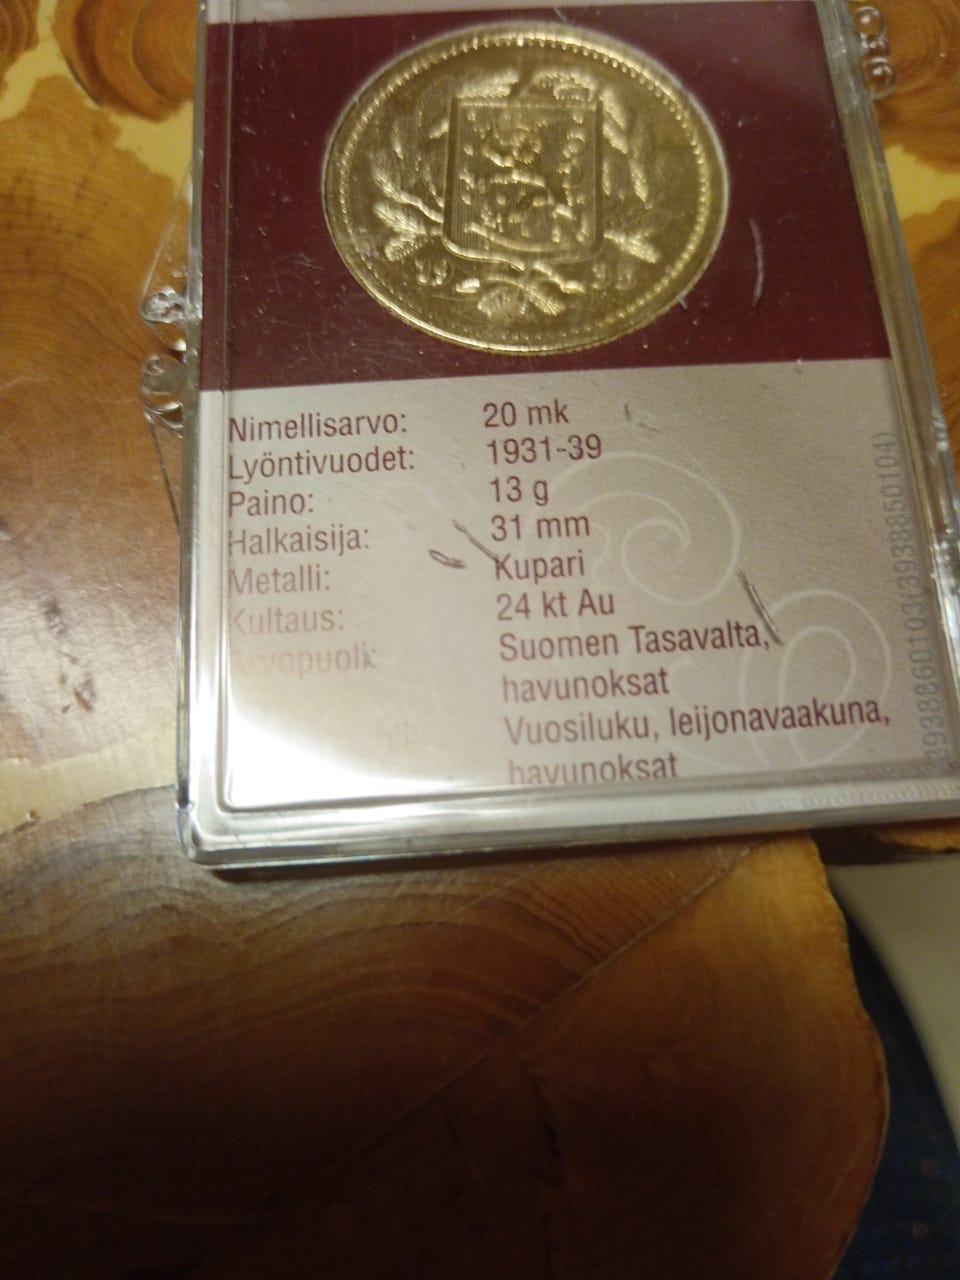 Nimellisarvo: 20 mk
Lyöntivuodet: 1931-39
Paino: 13 g
Halkaisija: 31 mm
Metalli: Kupari
Kultaus: 24 kt Au
Arvopuoli: Suomen Tasavalta,
havunoksat
Vuosiluku, leijonavaakuna,
havunoksat